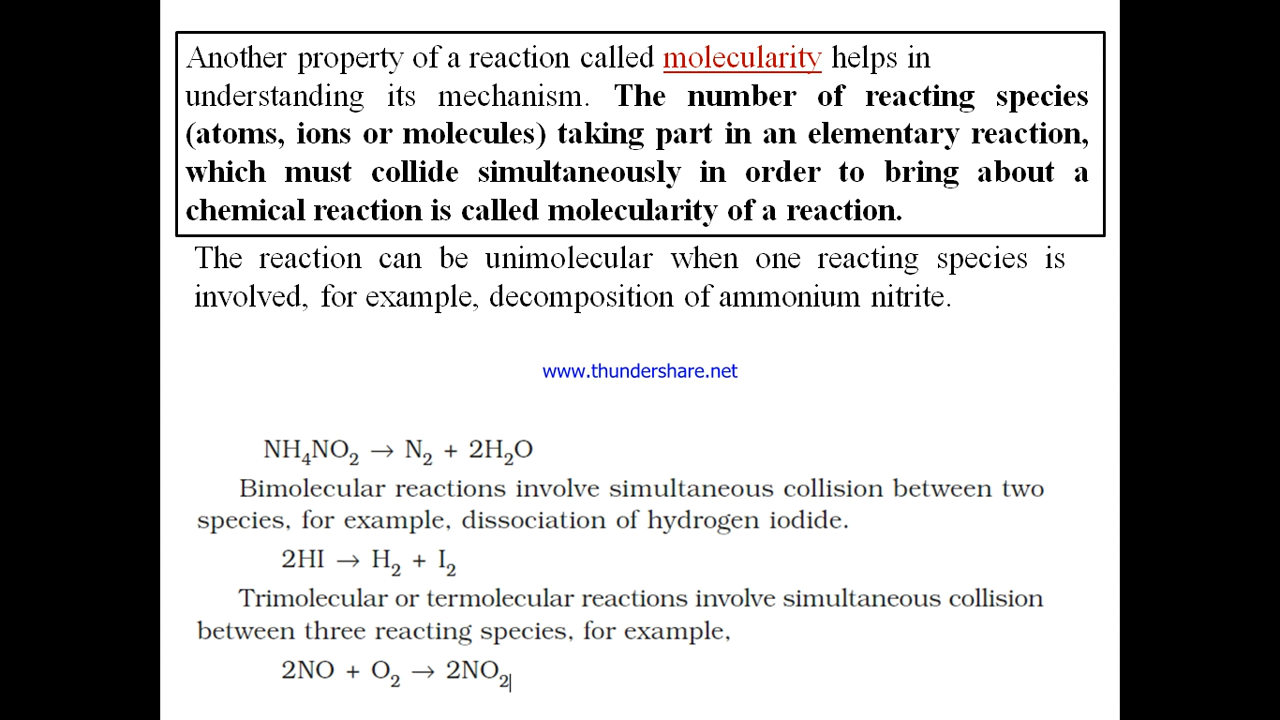 Another property of a reaction called molecularity helps in
understanding its mechanism. The number of reacting species
(atoms, ions or molecules) taking part in an elementary reaction,
which must collide simultaneously in order to bring about a
chemical reaction is called molecularity of a reaction.
The reaction can be unimolecular when one reacting species is
involved, for example, decomposition of ammonium nitrite.
www.thundershare.net
NH₄NO₂ → N₂ + 2H₂O
Bimolecular reactions involve simultaneous collision between two
species, for example, dissociation of hydrogen iodide.
2HI → H₂ + I₂
Trimolecular or termolecular reactions involve simultaneous collision
between three reacting species, for example,
2NO + O₂ → 2NO₂